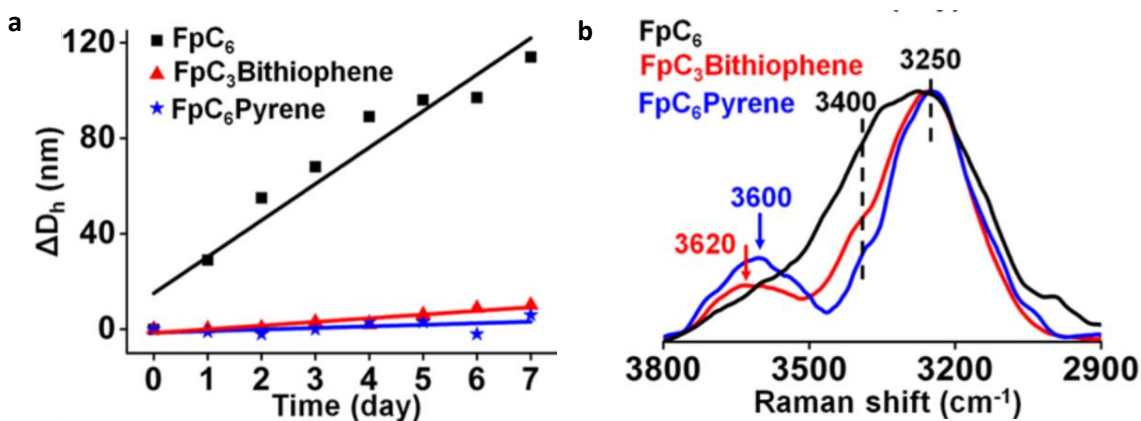 a
120
80
40
0
ΔDₕ (nm)
FpC₆
FpC₃Bithiophene
FpC₆Pyrene
0 1 2 3 4 5 6 7
Time (day)
b
FpC₆
FpC₃Bithiophene
FpC₆Pyrene
3250
3400
3600
3620
3800 3500 3200 2900
Raman shift (cm⁻¹)